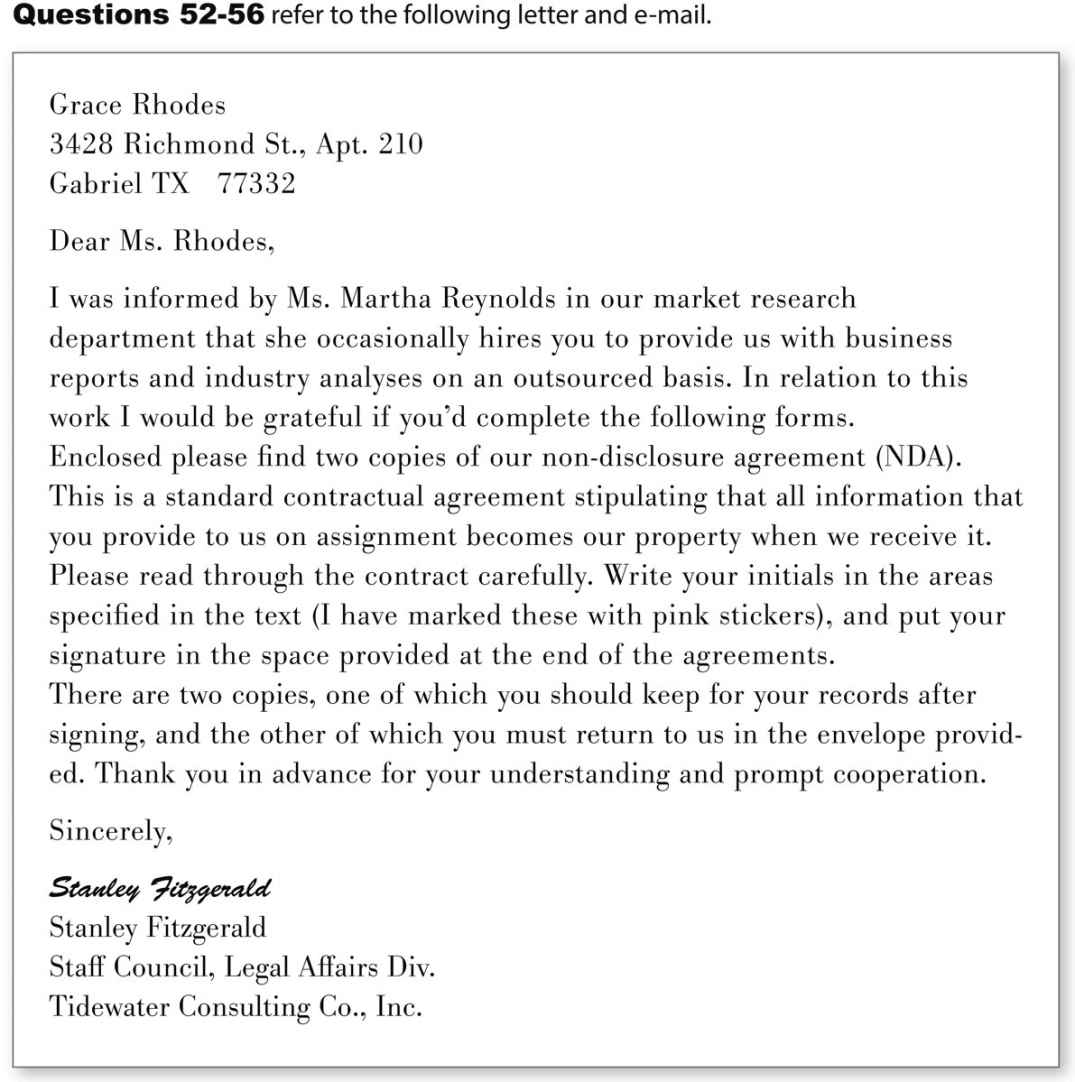 Questions 52-56 refer to the following letter and e-mail.
Grace Rhodes
3428 Richmond St., Apt. 210
Gabriel TX 77332
Dear Ms. Rhodes,
I was informed by Ms. Martha Reynolds in our market research
department that she occasionally hires you to provide us with business
reports and industry analyses on an outsourced basis. In relation to this
work I would be grateful if you'd complete the following forms.
Enclosed please find two copies of our non-disclosure agreement (NDA).
This is a standard contractual agreement stipulating that all information that
you provide to us on assignment becomes our property when we receive it.
Please read through the contract carefully. Write your initials in the areas
specified in the text (I have marked these with pink stickers), and put your
signature in the space provided at the end of the agreements.
There are two copies, one of which you should keep for your records after
signing, and the other of which you must return to us in the envelope provid-
ed. Thank you in advance for your understanding and prompt cooperation.
Sincerely,
Stanley Fitzgerald
Stanley Fitzgerald
Staff Council, Legal Affairs Div.
Tidewater Consulting Co., Inc.